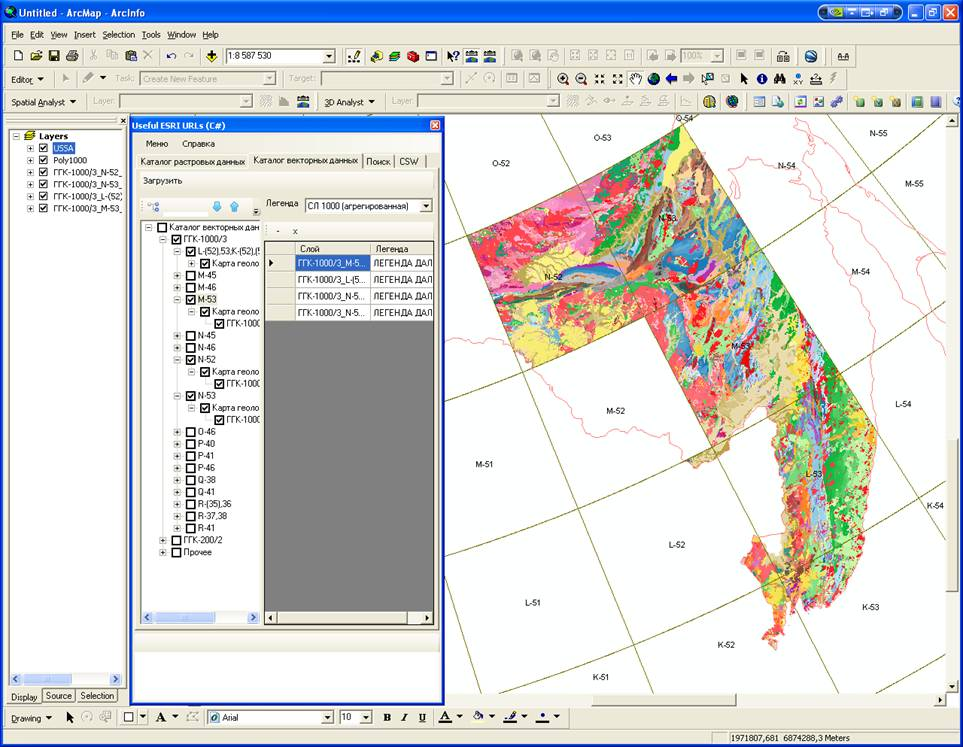 Untitled - ArcMap - ArcInfo
File Edit View Insert Selection Tools Window Help
1:8 587 530
100%
Editor Task: Create New Feature Target:
Spatial Analyst Layer: 3D Analyst Layer:
Layers
USSA
Poly1000
ГГК-1000/3_N-52_
ГГК-1000/3_N-53_
ГГК-1000/3_L-(52)
ГГК-1000/3_M-53_
Display Source Selection
Useful ESRI URLs (C#)
Меню Справка
Каталог растровых данных Каталог векторных данных Поиск CSW
Загрузить
Легенда СЛ 1000 (агрегированная)
- x
Каталог векторных дан
ГГК-1000/3
L-(52),53,K-(52),(5
Карта геоло
M-45
M-46
M-53
Карта геоло
ГГК-1000
N-45
N-46
N-52
Карта геоло
ГГК-1000
N-53
Карта геоло
ГГК-1000
O-46
P-40
P-41
P-46
Q-38
Q-41
R-(35),36
R-37,38
R-41
ГГК-200/2
Прочее
Слой Легенда
ГГК-1000/3_M-5... ЛЕГЕНДА ДАЛ
ГГК-1000/3_L-(5... ЛЕГЕНДА ДАЛ
ГГК-1000/3_N-5... ЛЕГЕНДА ДАЛ
ГГК-1000/3_N-5... ЛЕГЕНДА ДАЛ
O-54
O-53
N-55
O-52
N-54
M-55
N-53
M-54
N-52
M-53
L-54
M-52
M-51
L-53
K-54
L-52
L-51
K-53
K-52
K-51
Drawing A Arial 10 B I U A
1971807,681 6874288,3 Meters